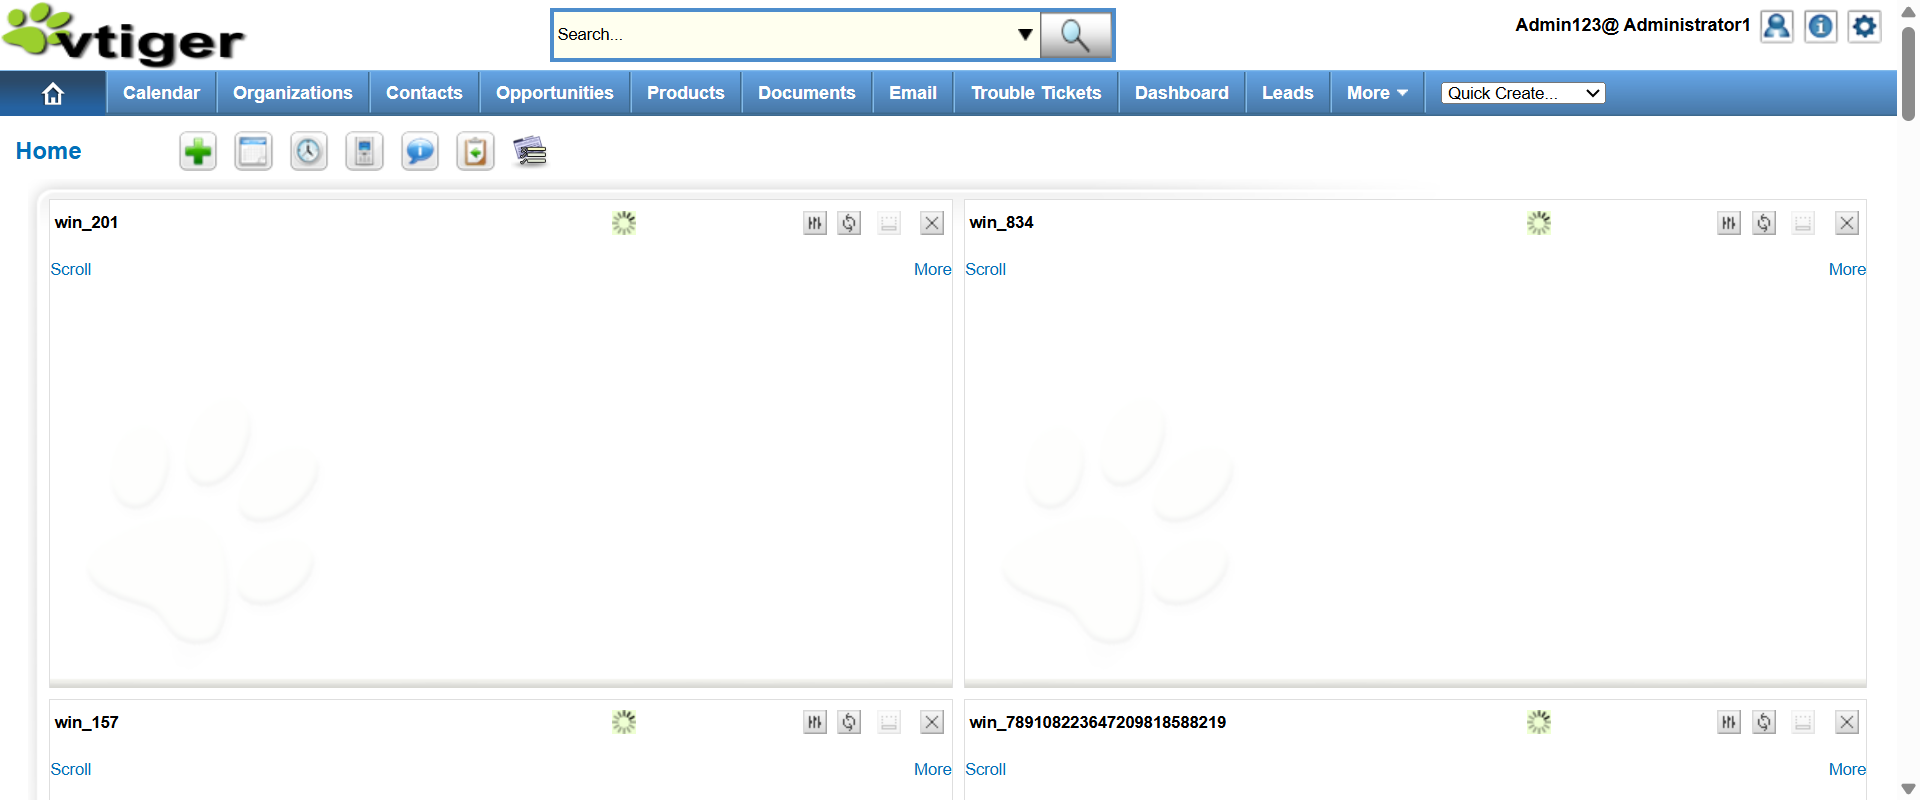 vtiger
Search...
Admin123@ Administrator1
Calendar Organizations Contacts Opportunities Products Documents Email Trouble Tickets Dashboard Leads More Quick Create...
Home
win_201
Scroll More
win_834
Scroll More
win_157
Scroll More
win_789108223647209818588219
Scroll More